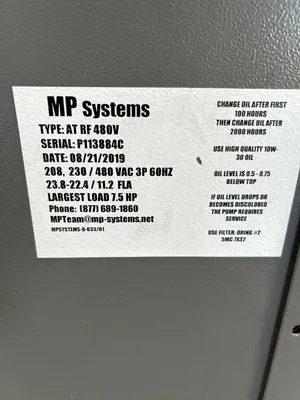 MP Systems
TYPE: AT RF 480V
SERIAL: P113884C
DATE: 08/21/2019
208, 230 / 480 VAC 3P 60HZ
23.8-22.4 / 11.2 FLA
LARGEST LOAD 7.5 HP
Phone: (877) 689-1860
MPTeam@mp-systems.net
MPSYSTEMS-D-033/01
CHANGE OIL AFTER FIRST
100 HOURS
THEN CHANGE OIL AFTER
2000 HOURS
USE HIGH QUALITY 10W-
30 OIL
OIL LEVEL IS 0.5 - 0.75
BELOW TOP
IF OIL LEVEL DROPS OR
BECOMES DISCOLORED
THE PUMP REQUIRES
SERVICE
USE FILTER: DRING #2
5MC 7X32